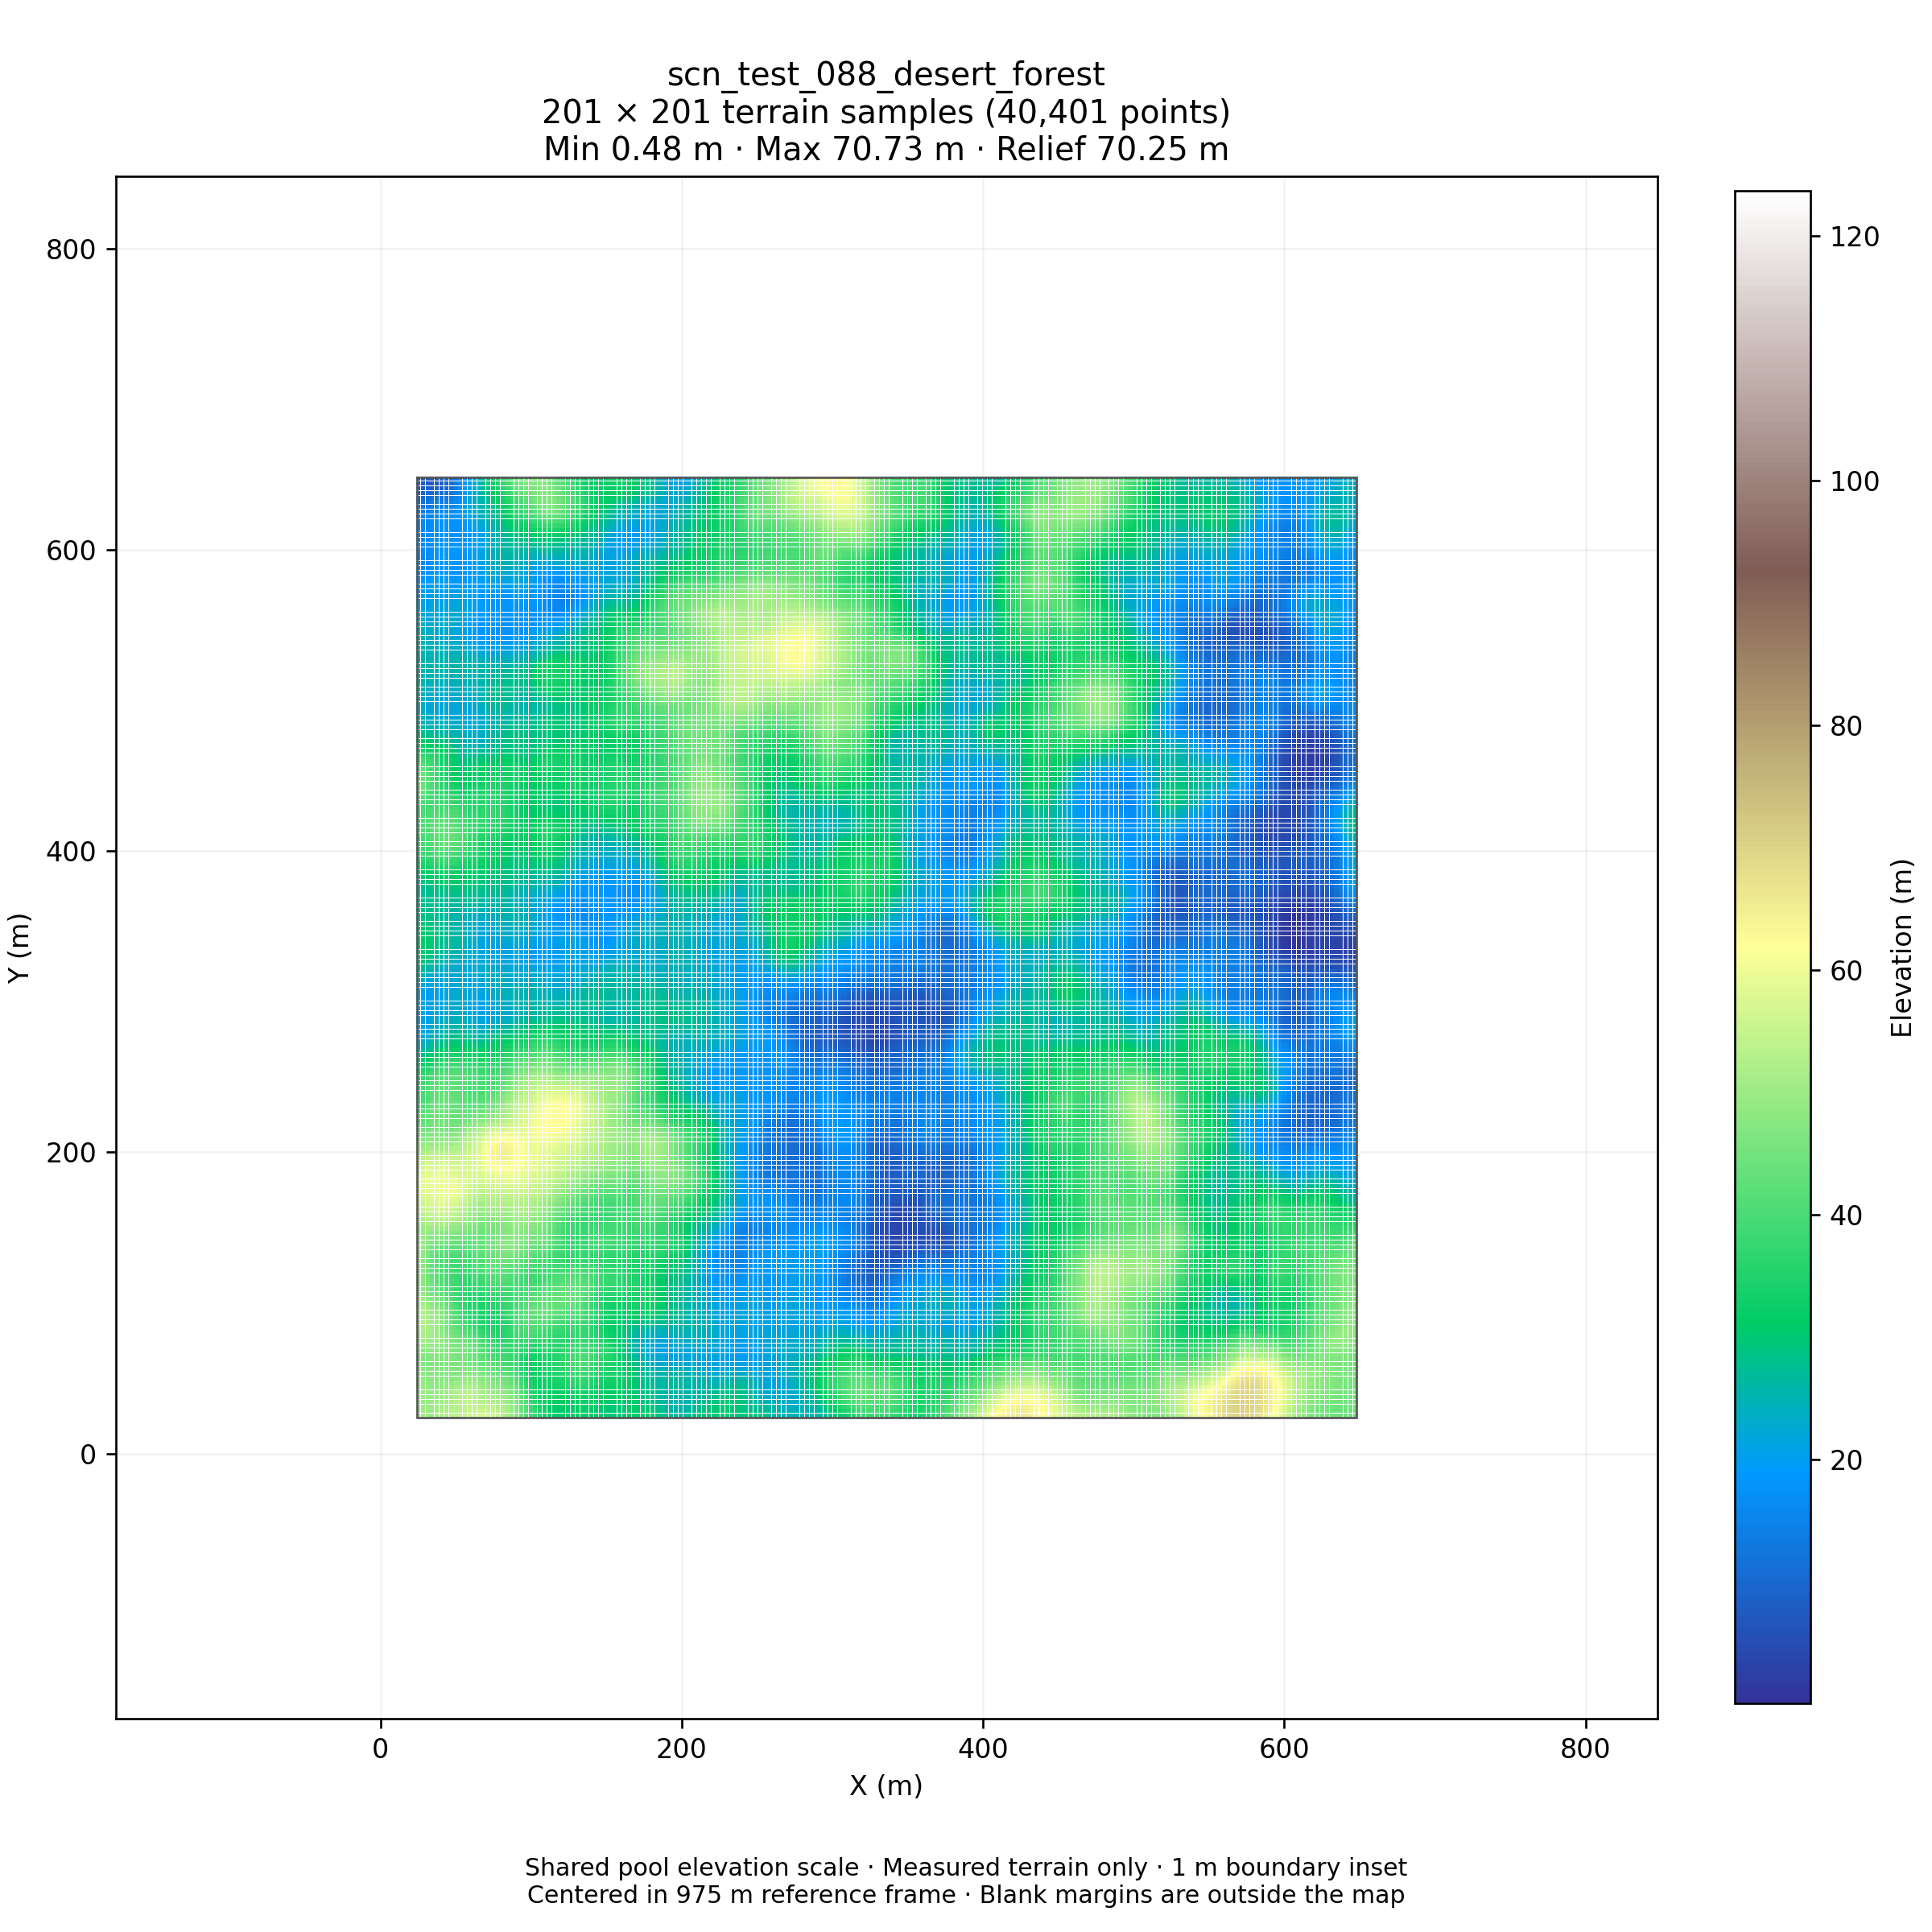 scn_test_088_desert_forest
201 × 201 terrain samples (40,401 points)
Min 0.48 m · Max 70.73 m · Relief 70.25 m
800
600
400
200
0
Y (m)
0
200
400
600
800
X (m)
120
100
80
60
40
20
Elevation (m)
Shared pool elevation scale · Measured terrain only · 1 m boundary inset
Centered in 975 m reference frame · Blank margins are outside the map